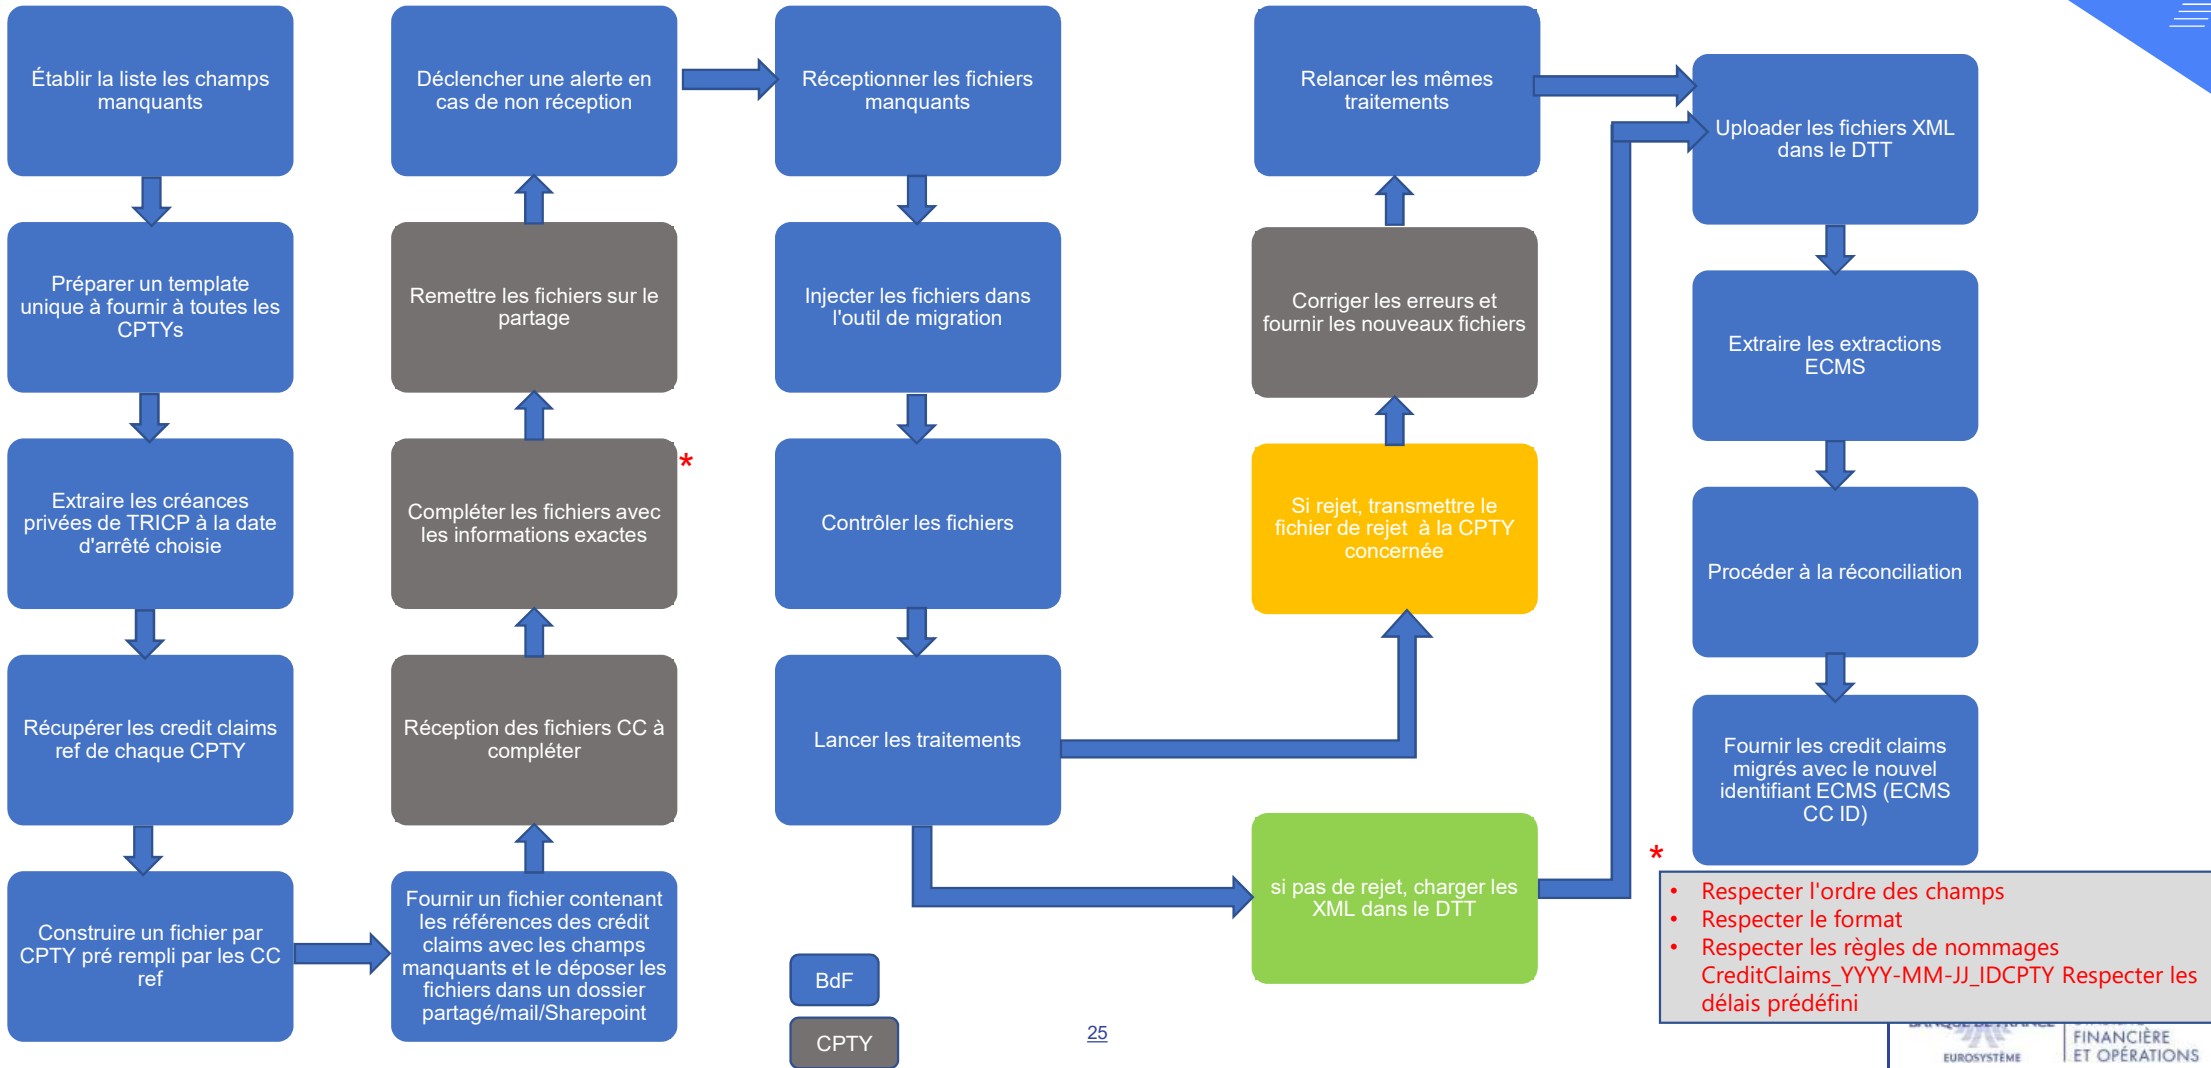 Établir la liste les champs
manquants
Préparer un template
unique à fournir à toutes les
CPTYs
Extraire les créances
privées de TRICP à la date
d'arrêté choisie
Récupérer les credit claims
ref de chaque CPTY
Construire un fichier par
CPTY pré rempli par les CC
ref
Fournir un fichier contenant
les références des crédit
claims avec les champs
manquants et le déposer les
fichiers dans un dossier
partagé/mail/Sharepoint
Réception des fichiers CC à
compléter
Compléter les fichiers avec
les informations exactes
*
Remettre les fichiers sur le
partage
Déclencher une alerte en
cas de non réception
Réceptionner les fichiers
manquants
Injecter les fichiers dans
l'outil de migration
Contrôler les fichiers
Lancer les traitements
Si rejet, transmettre le
fichier de rejet à la CPTY
concernée
Corriger les erreurs et
fournir les nouveaux fichiers
Relancer les mêmes
traitements
si pas de rejet, charger les
XML dans le DTT
Uploader les fichiers XML
dans le DTT
Extraire les extractions
ECMS
Procéder à la réconciliation
Fournir les credit claims
migrés avec le nouvel
identifiant ECMS (ECMS
CC ID)
*
• Respecter l'ordre des champs
• Respecter le format
• Respecter les règles de nommages
CreditClaims_YYYY-MM-JJ_IDCPTY Respecter les
délais prédéfini
BdF
CPTY
25
BANQUE DE FRANCE
EUROSYSTÈME
FINANCIÈRE
ET OPÉRATIONS